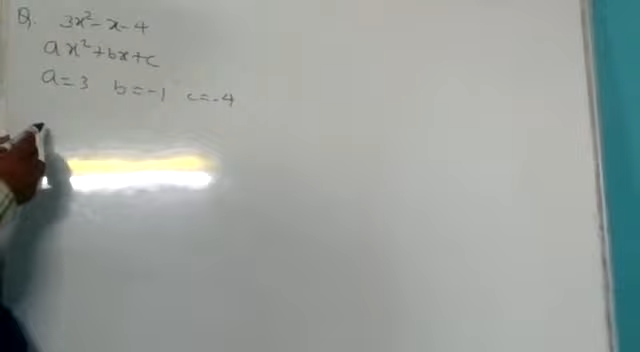 Q. 3x²-x-4
ax²+bx+c
a=3 b=-1 c=-4